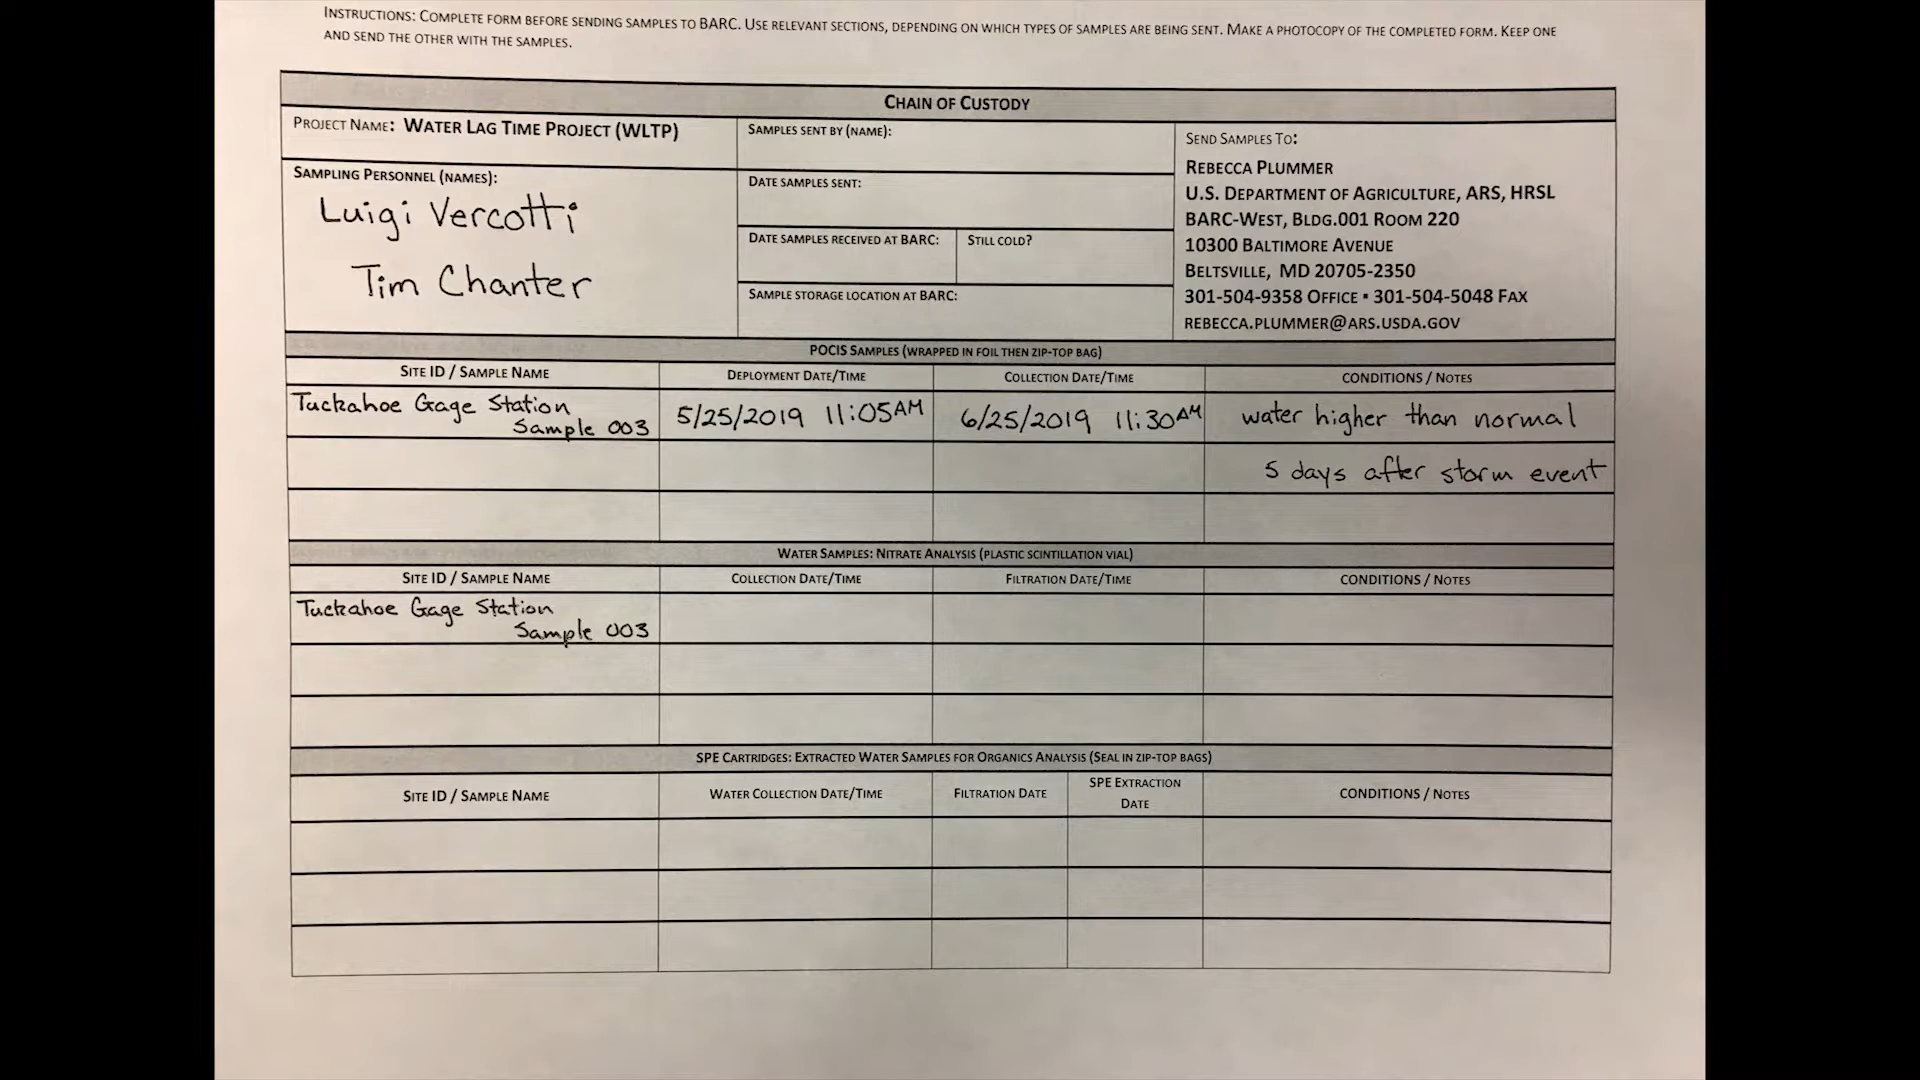 INSTRUCTIONS: COMPLETE FORM BEFORE SENDING SAMPLES TO BARC. USE RELEVANT SECTIONS, DEPENDING ON WHICH TYPES OF SAMPLES ARE BEING SENT. MAKE A PHOTOCOPY OF THE COMPLETED FORM. KEEP ONE
AND SEND THE OTHER WITH THE SAMPLES.
CHAIN OF CUSTODY
PROJECT NAME: WATER LAG TIME PROJECT (WLTP)
SAMPLING PERSONNEL (NAMES):
Luigi Vercotti
Tim Chanter
SAMPLES SENT BY (NAME):
DATE SAMPLES SENT:
DATE SAMPLES RECEIVED AT BARC: STILL COLD?
SAMPLE STORAGE LOCATION AT BARC:
SEND SAMPLES TO:
REBECCA PLUMMER
U.S. DEPARTMENT OF AGRICULTURE, ARS, HRSL
BARC-WEST, BLDG.001 ROOM 220
10300 BALTIMORE AVENUE
BELTSVILLE, MD 20705-2350
301-504-9358 OFFICE ▪ 301-504-5048 FAX
REBECCA.PLUMMER@ARS.USDA.GOV
POCIS SAMPLES (WRAPPED IN FOIL THEN ZIP-TOP BAG)
SITE ID / SAMPLE NAME DEPLOYMENT DATE/TIME COLLECTION DATE/TIME CONDITIONS / NOTES
Tuckahoe Gage Station
Sample 003 5/25/2019 11:05AM 6/25/2019 11:30AM water higher than normal
5 days after storm event
WATER SAMPLES: NITRATE ANALYSIS (PLASTIC SCINTILLATION VIAL)
SITE ID / SAMPLE NAME COLLECTION DATE/TIME FILTRATION DATE/TIME CONDITIONS / NOTES
Tuckahoe Gage Station
Sample 003
SPE CARTRIDGES: EXTRACTED WATER SAMPLES FOR ORGANICS ANALYSIS (SEAL IN ZIP-TOP BAGS)
SITE ID / SAMPLE NAME WATER COLLECTION DATE/TIME FILTRATION DATE SPE EXTRACTION
DATE CONDITIONS / NOTES